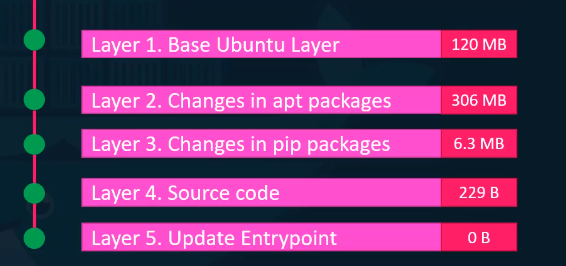 Layer 1. Base Ubuntu Layer 120 MB
Layer 2. Changes in apt packages 306 MB
Layer 3. Changes in pip packages 6.3 MB
Layer 4. Source code 229 B
Layer 5. Update Entrypoint 0 B